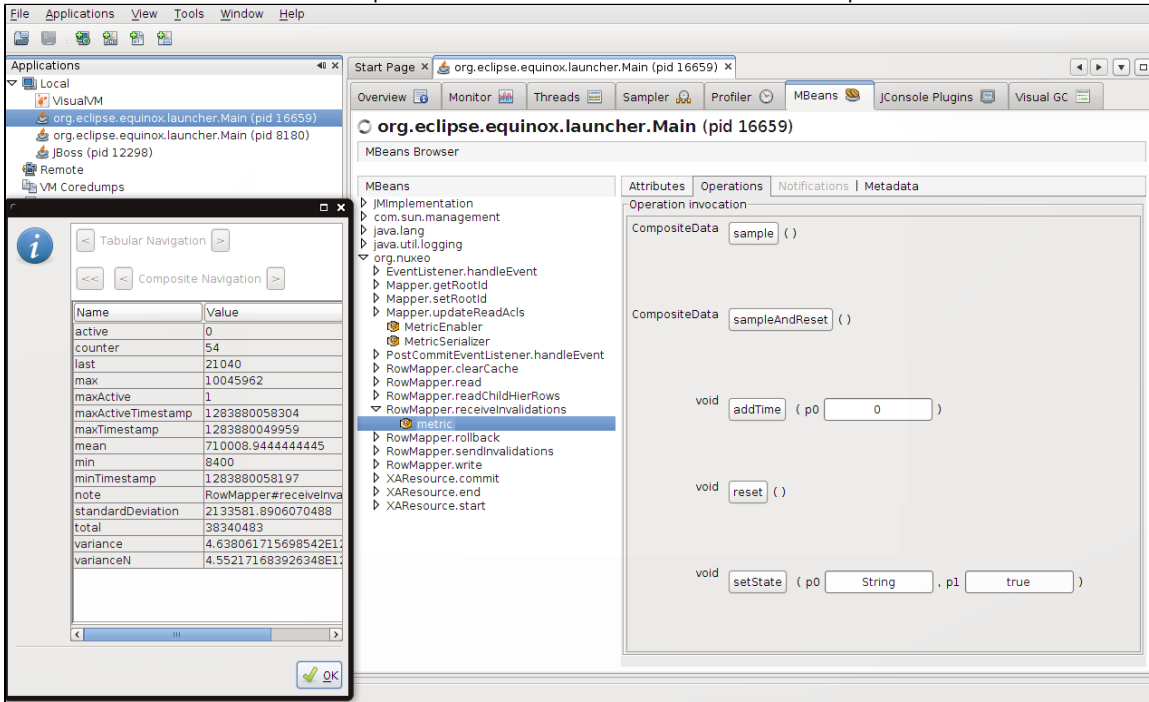 File Applications View Tools Window Help
Applications
Local
VisualVM
org.eclipse.equinox.launcher.Main (pid 16659)
org.eclipse.equinox.launcher.Main (pid 8180)
JBoss (pid 12298)
Remote
VM Coredumps
Start Page org.eclipse.equinox.launcher.Main (pid 16659)
Overview Monitor Threads Sampler Profiler MBeans JConsole Plugins Visual GC
org.eclipse.equinox.launcher.Main (pid 16659)
MBeans Browser
MBeans
JMImplementation
com.sun.management
java.lang
java.util.logging
org.nuxeo
EventListener.handleEvent
Mapper.getRootId
Mapper.setRootId
Mapper.updateReadAcls
MetricEnabler
MetricSerializer
PostCommitEventListener.handleEvent
RowMapper.clearCache
RowMapper.read
RowMapper.readChildHierRows
RowMapper.receiveInvalidations
metric
RowMapper.rollback
RowMapper.sendInvalidations
RowMapper.write
XAResource.commit
XAResource.end
XAResource.start
Attributes Operations Notifications | Metadata
Operation invocation
CompositeData sample ( )
CompositeData sampleAndReset ( )
void addTime ( p0 0 )
void reset ( )
void setState ( p0 String , p1 true )
< Tabular Navigation >
<< < Composite Navigation >
Name Value
active 0
counter 54
last 21040
max 10045962
maxActive 1
maxActiveTimestamp 1283880058304
maxTimestamp 1283880049959
mean 710008.9444444445
min 8400
minTimestamp 1283880058197
note RowMapper#receiveInva
standardDeviation 2133581.8906070488
total 38340483
variance 4.638061715698542E12
varianceN 4.552171683926348E12
OK